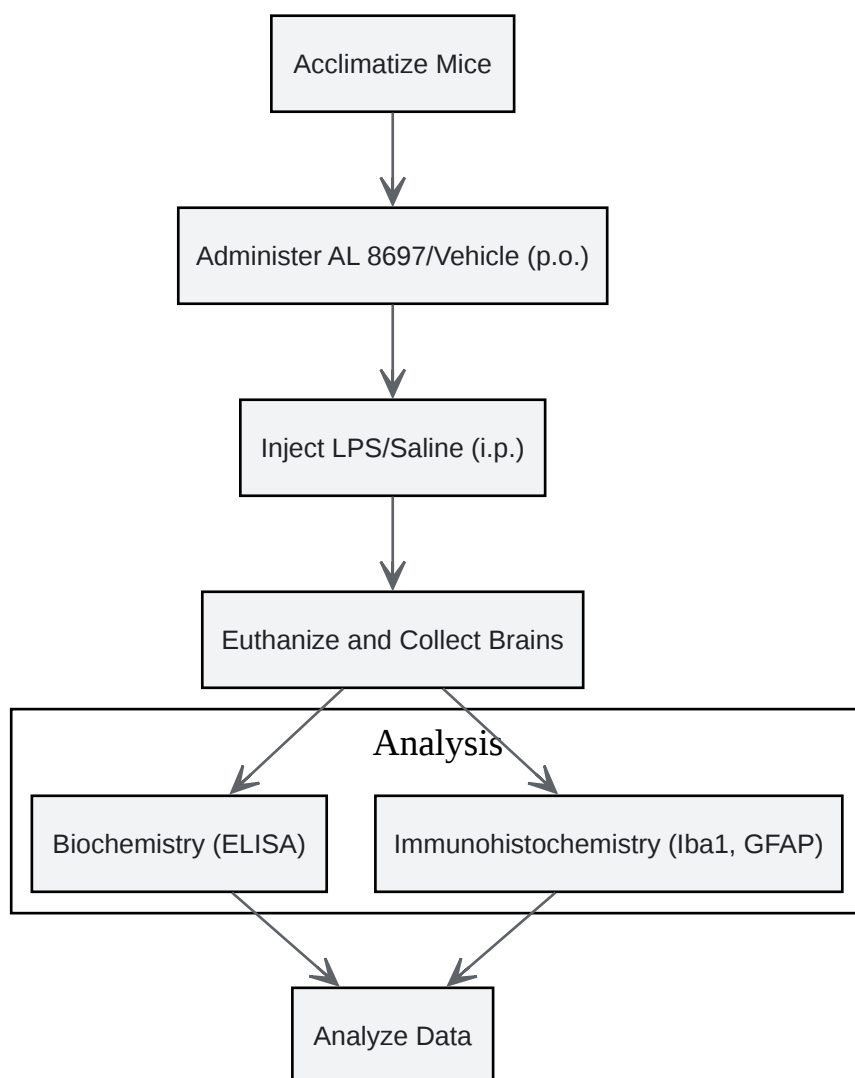 Acclimatize Mice
Administer AL 8697/Vehicle (p.o.)
Inject LPS/Saline (i.p.)
Euthanize and Collect Brains
Analysis
Biochemistry (ELISA)
Immunohistochemistry (Iba1, GFAP)
Analyze Data